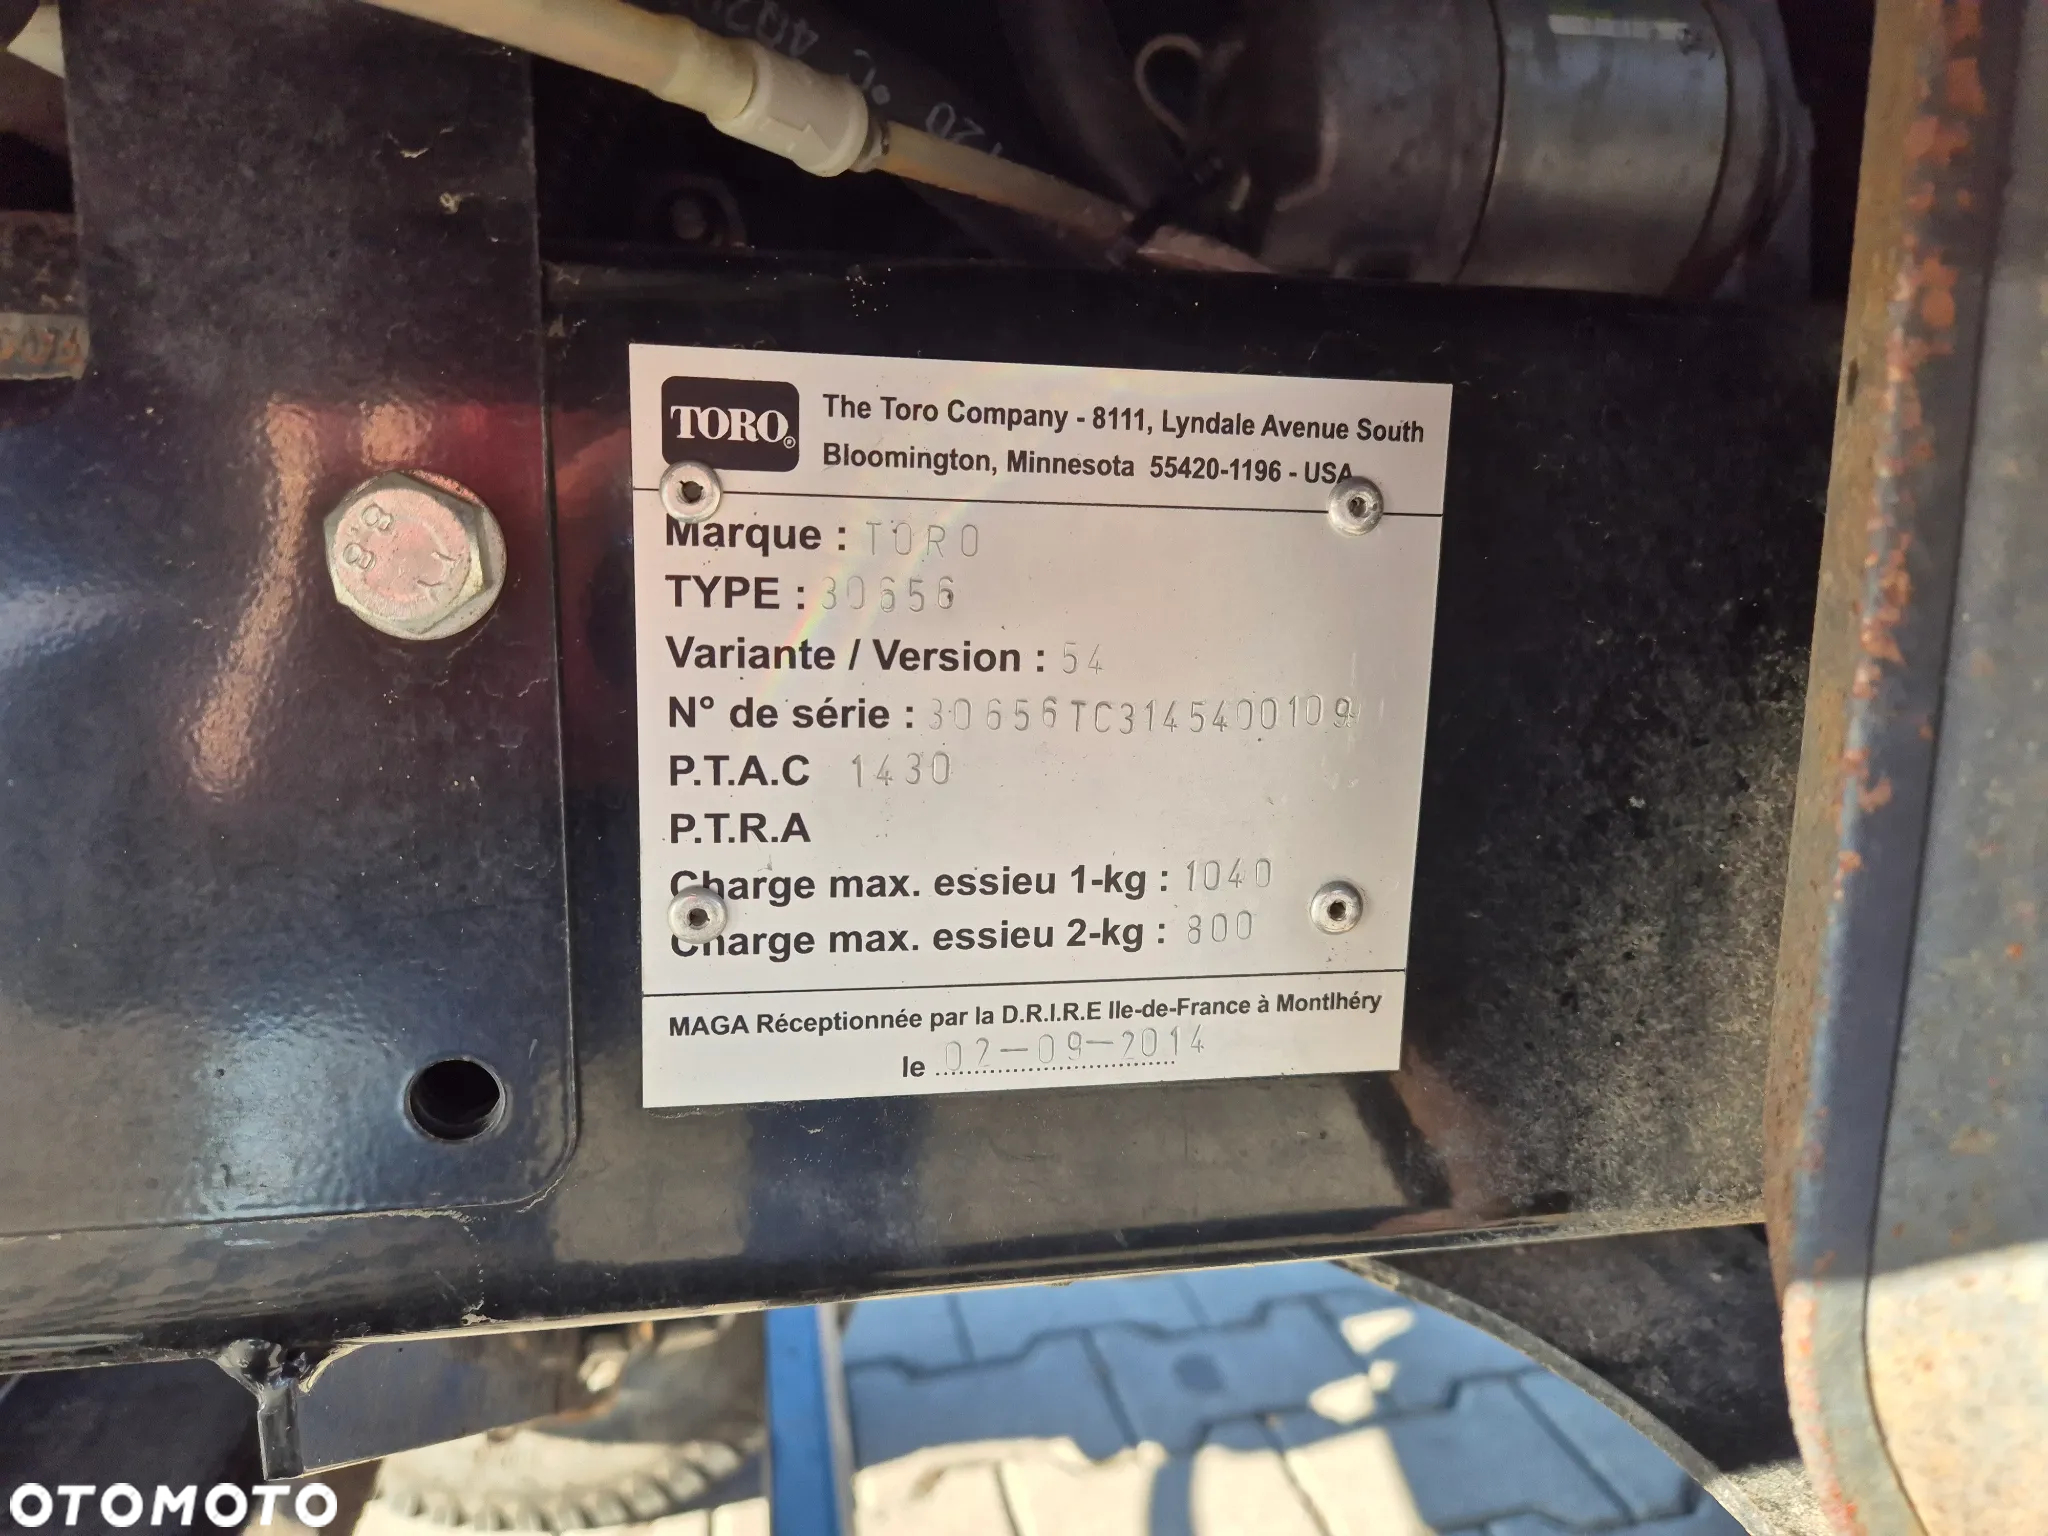 20 °C
8.8
TORO®
The Toro Company - 8111, Lyndale Avenue South
Bloomington, Minnesota 55420-1196 - USA
Marque : TORO
TYPE : 30656
Variante / Version : 54
N° de série : 30656TC3145400109
P.T.A.C 1430
P.T.R.A
Charge max. essieu 1-kg : 1040
Charge max. essieu 2-kg : 800
MAGA Réceptionnée par la D.R.I.R.E Ile-de-France à Montlhéry
le 02-09-2014
OTOMOTO